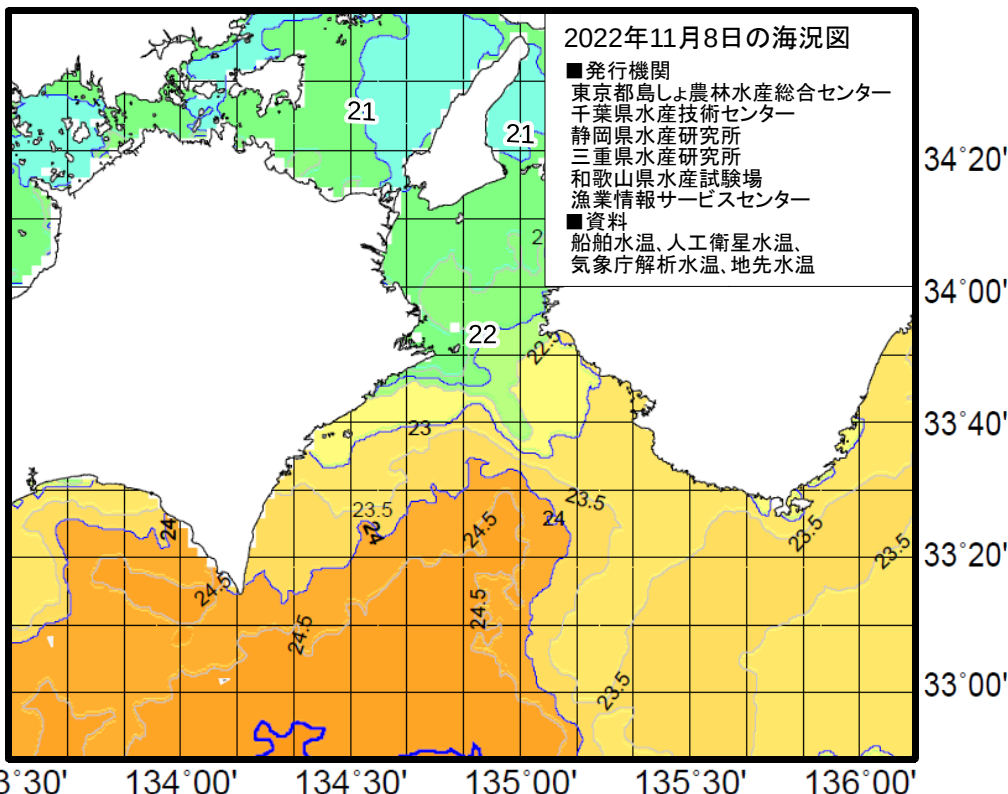 2022年11月8日の海況図
■発行機関
東京都島しょ農林水産総合センター
千葉県水産技術センター
静岡県水産研究所
三重県水産研究所
和歌山県水産試験場
漁業情報サービスセンター
■資料
船舶水温、人工衛星水温、
気象庁解析水温、地先水温
21
21
34°20'
2
34°00'
22
22.5
23
33°40'
23.5
23.5
24
24
24
24.5
23.5
23.5
33°20'
24.5
24.5
24.5
23.5
33°00'
3°30'
134°00'
134°30'
135°00'
135°30'
136°00'